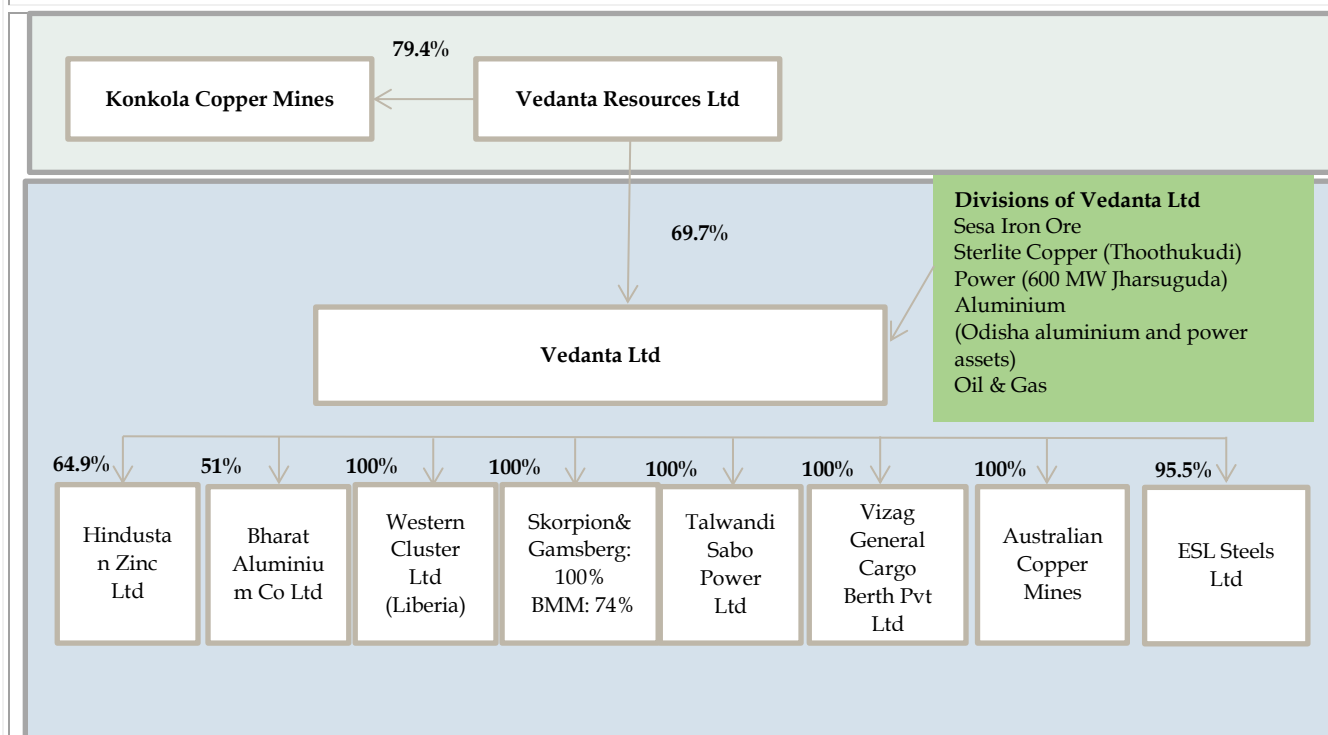 79.4%
Konkola Copper Mines
Vedanta Resources Ltd
69.7%
Divisions of Vedanta Ltd
Sesa Iron Ore
Sterlite Copper (Thoothukudi)
Power (600 MW Jharsuguda)
Aluminium
(Odisha aluminium and power
assets)
Oil & Gas
Vedanta Ltd
64.9%
Hindusta
n Zinc
Ltd
51%
Bharat
Aluminiu
m Co Ltd
100%
Western
Cluster
Ltd
(Liberia)
100%
Skorpion&
Gamsberg:
100%
BMM: 74%
100%
Talwandi
Sabo
Power
Ltd
100%
Vizag
General
Cargo
Berth Pvt
Ltd
100%
Australian
Copper
Mines
95.5%
ESL Steels
Ltd